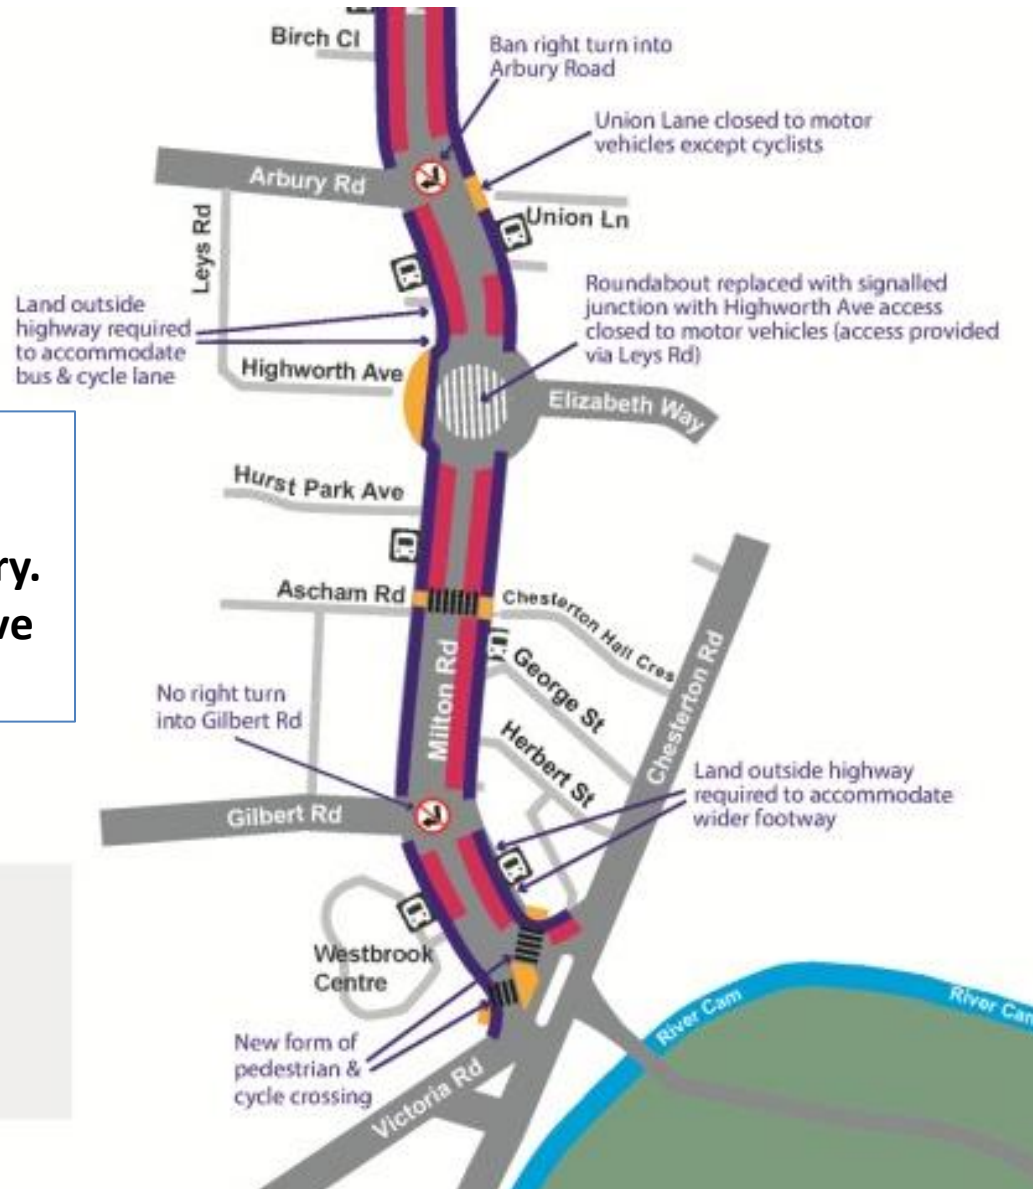 Birch Cl
Ban right turn into
Arbury Road
Union Lane closed to motor
vehicles except cyclists
Arbury Rd
Union Ln
Leys Rd
Land outside
highway required
to accommodate
bus & cycle lane
Roundabout replaced with signalled
junction with Highworth Ave access
closed to motor vehicles (access provided
via Leys Rd)
Highworth Ave
Elizabeth Way
Hurst Park Ave
ry.
ve
Ascham Rd
Chesterton Hall Cres
George St
Milton Rd
Chesterton Rd
No right turn
into Gilbert Rd
Herbert St
Land outside highway
required to accommodate
wider footway
Gilbert Rd
Westbrook
Centre
River Cam
River Cam
New form of
pedestrian &
cycle crossing
Victoria Rd